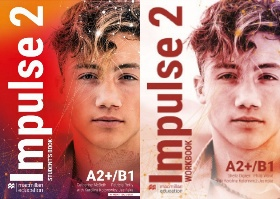 Impulse 2
STUDENT'S BOOK
macmillan
education
A2+/B1
Impulse 2
WORKBOOK
macmillan
education
A2+/B1